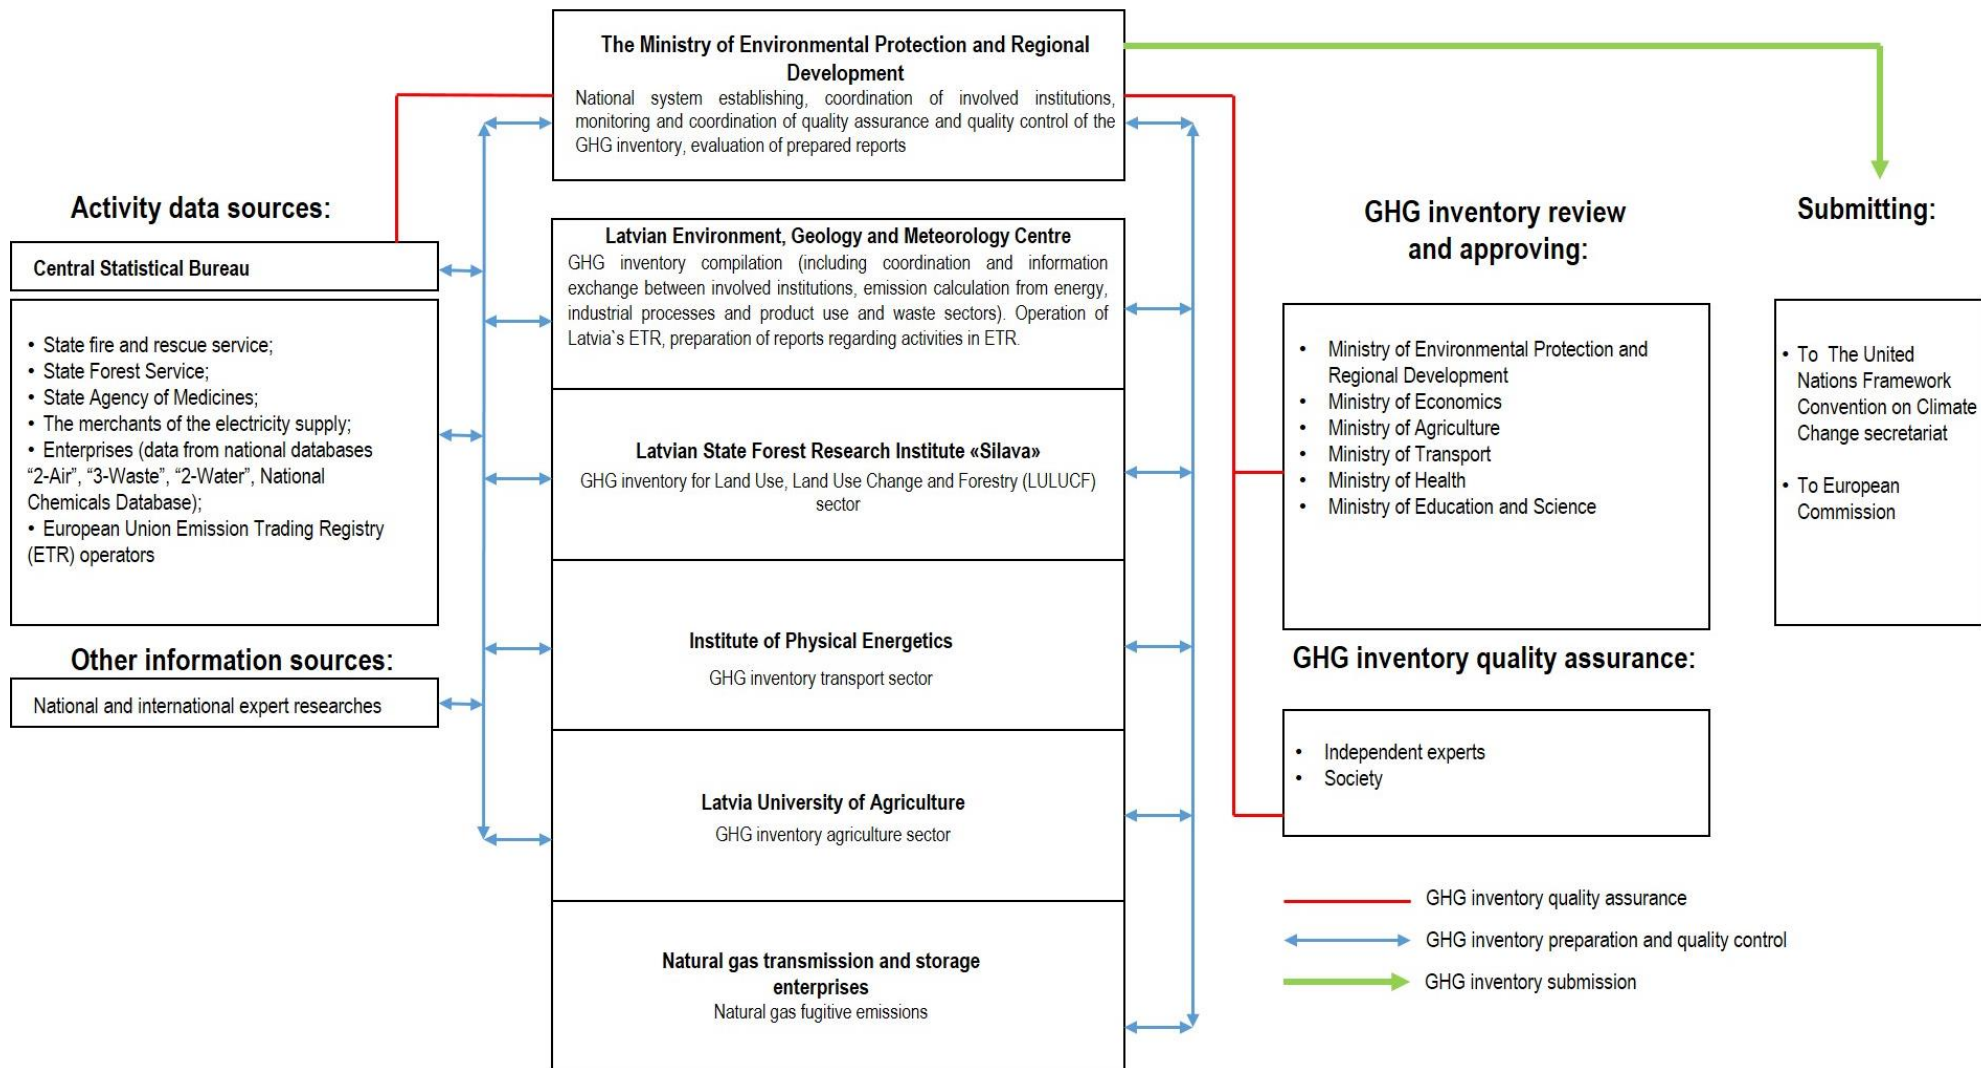 The Ministry of Environmental Protection and Regional
Development
National system establishing, coordination of involved institutions,
monitoring and coordination of quality assurance and quality control of the
GHG inventory, evaluation of prepared reports
Activity data sources:
Central Statistical Bureau
• State fire and rescue service;
• State Forest Service;
• State Agency of Medicines;
• The merchants of the electricity supply;
• Enterprises (data from national databases
“2-Air”, “3-Waste”, “2-Water”, National
Chemicals Database);
• European Union Emission Trading Registry
(ETR) operators
Other information sources:
National and international expert researches
Latvian Environment, Geology and Meteorology Centre
GHG inventory compilation (including coordination and information
exchange between involved institutions, emission calculation from energy,
industrial processes and product use and waste sectors). Operation of
Latvia`s ETR, preparation of reports regarding activities in ETR.
Latvian State Forest Research Institute «Silava»
GHG inventory for Land Use, Land Use Change and Forestry (LULUCF)
sector
Institute of Physical Energetics
GHG inventory transport sector
Latvia University of Agriculture
GHG inventory agriculture sector
Natural gas transmission and storage
enterprises
Natural gas fugitive emissions
GHG inventory review
and approving:
• Ministry of Environmental Protection and
Regional Development
• Ministry of Economics
• Ministry of Agriculture
• Ministry of Transport
• Ministry of Health
• Ministry of Education and Science
GHG inventory quality assurance:
• Independent experts
• Society
Submitting:
• To The United
Nations Framework
Convention on Climate
Change secretariat
• To European
Commission
GHG inventory quality assurance
GHG inventory preparation and quality control
GHG inventory submission